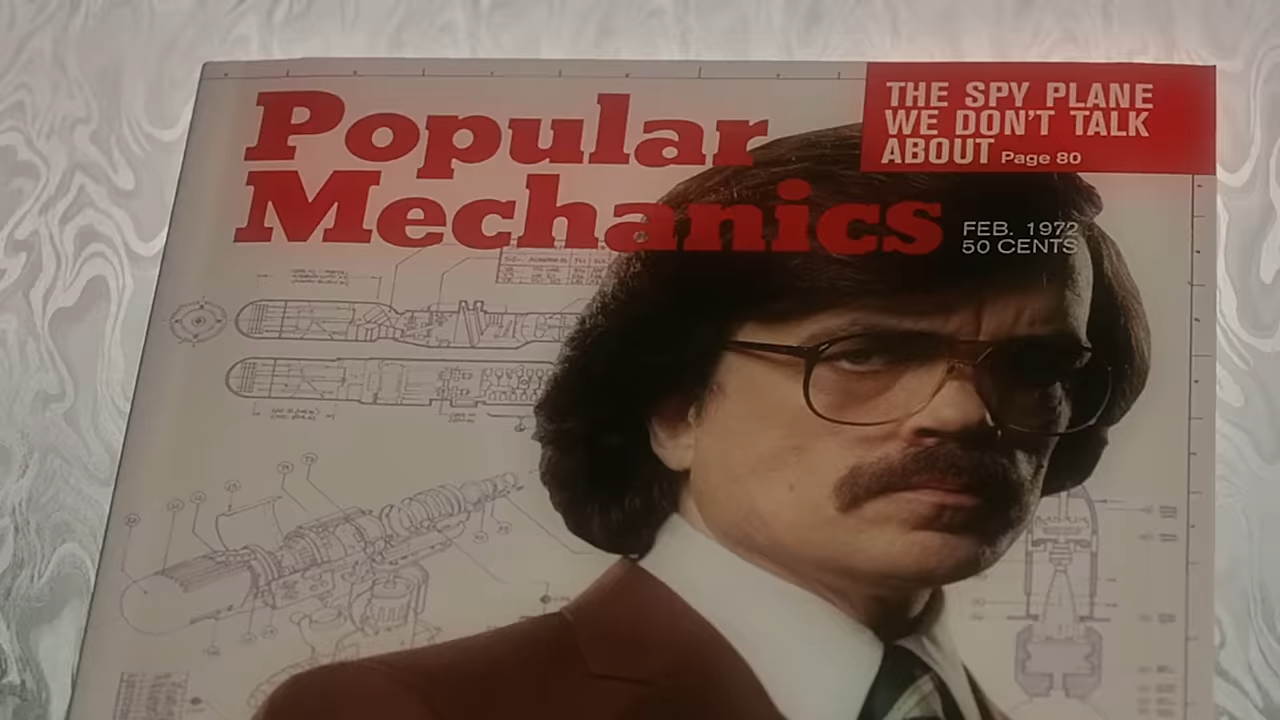 Popular
Mechanics
THE SPY PLANE
WE DON'T TALK
ABOUT Page 80
FEB. 1972
50 CENTS